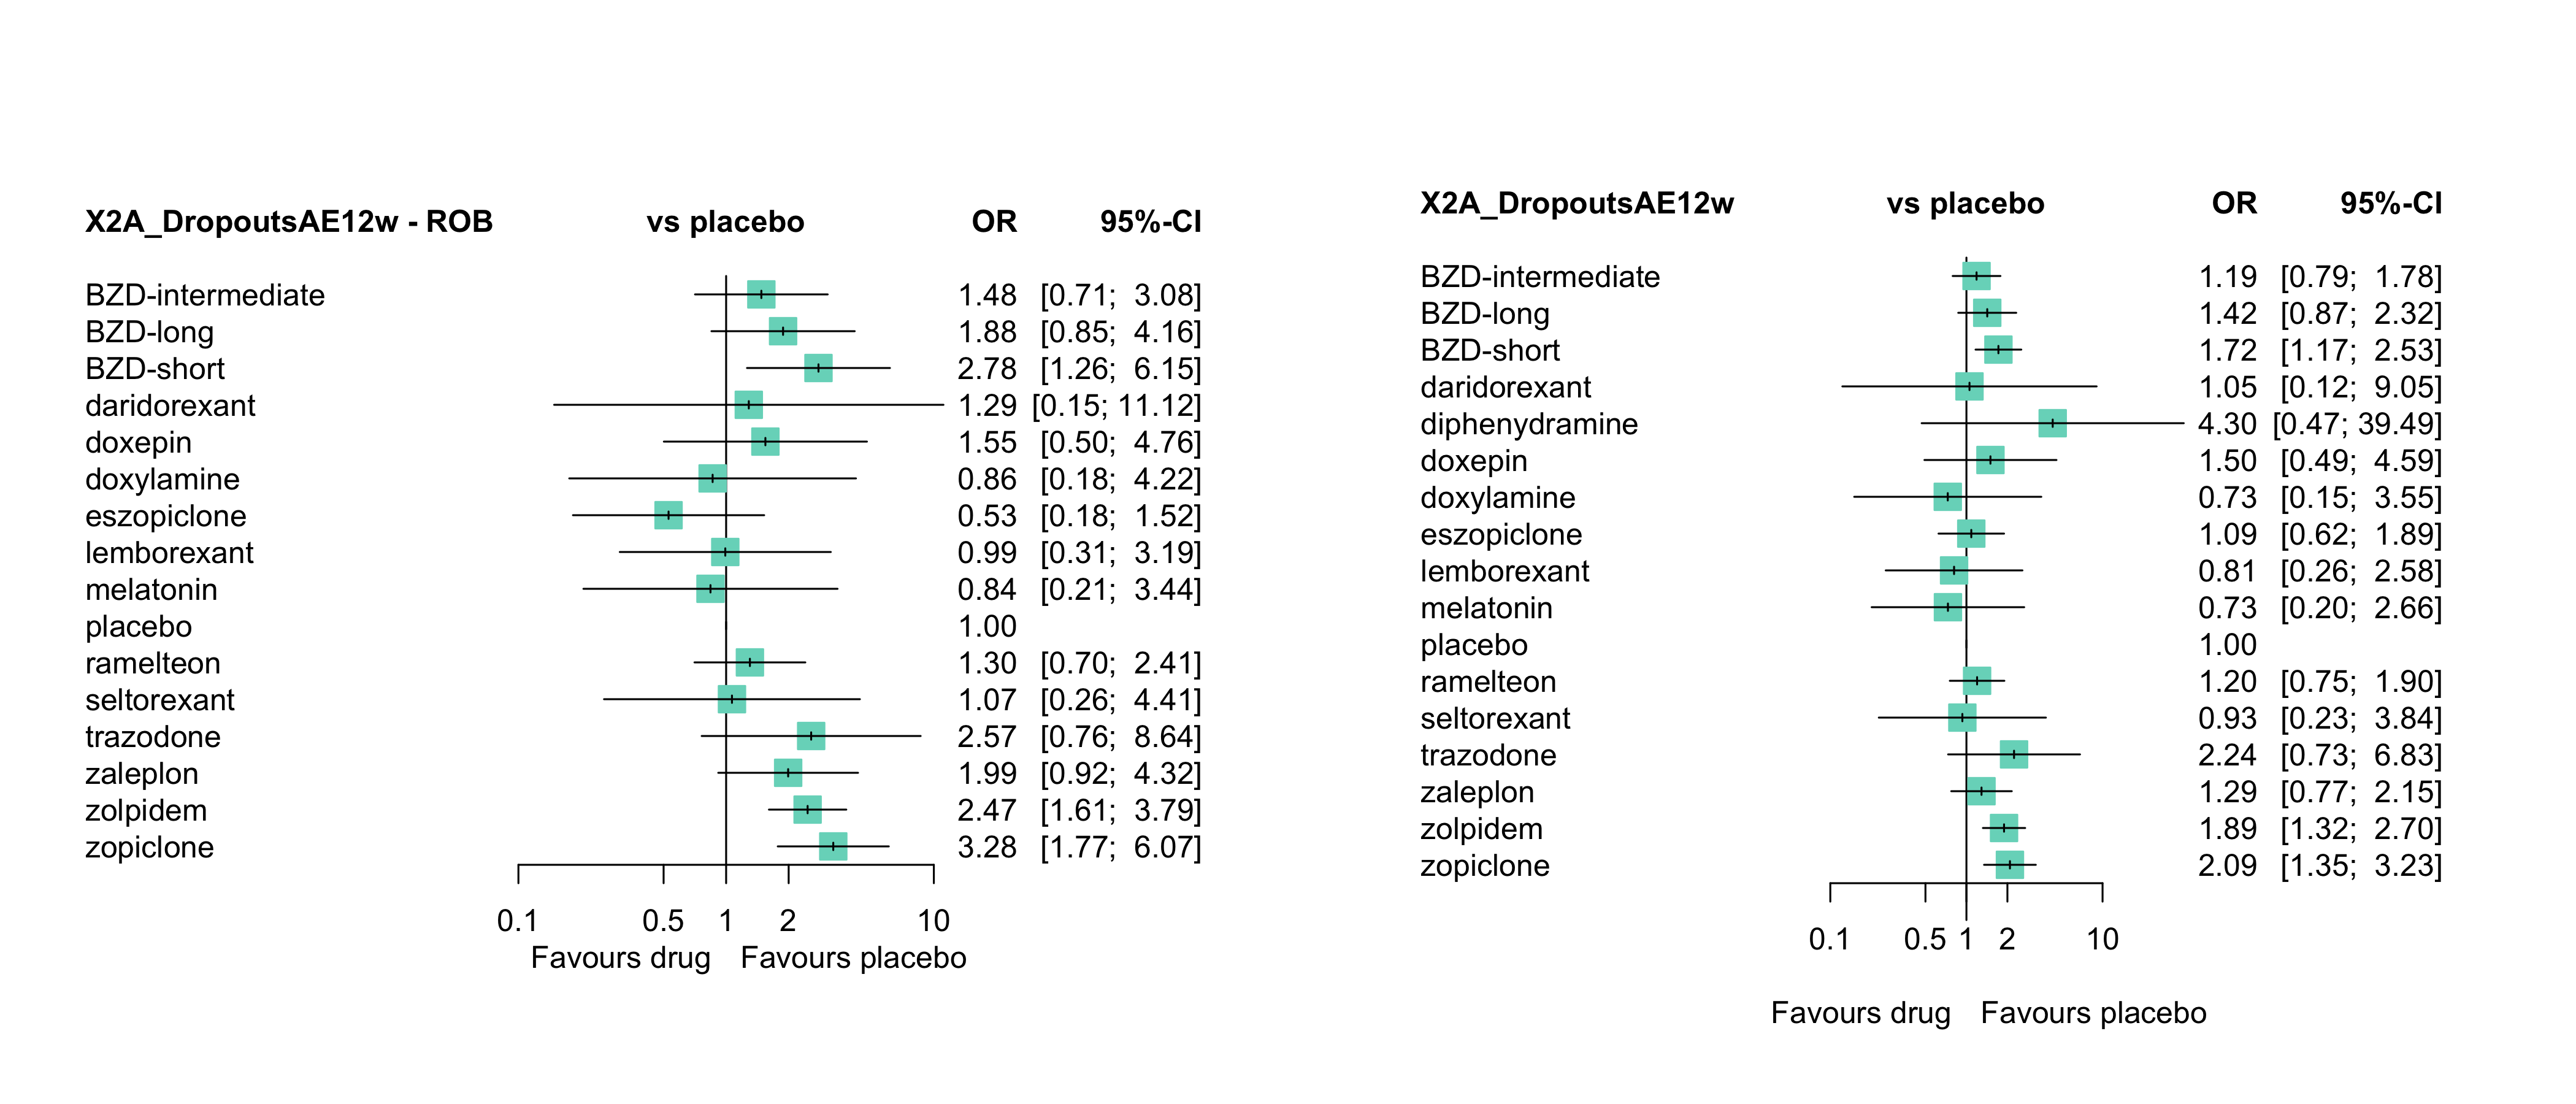 X2A_DropoutsAE12w - ROB vs placebo OR 95%-CI
BZD-intermediate 1.48 [0.71; 3.08]
BZD-long 1.88 [0.85; 4.16]
BZD-short 2.78 [1.26; 6.15]
daridorexant 1.29 [0.15; 11.12]
doxepin 1.55 [0.50; 4.76]
doxylamine 0.86 [0.18; 4.22]
eszopiclone 0.53 [0.18; 1.52]
lemborexant 0.99 [0.31; 3.19]
melatonin 0.84 [0.21; 3.44]
placebo 1.00
ramelteon 1.30 [0.70; 2.41]
seltorexant 1.07 [0.26; 4.41]
trazodone 2.57 [0.76; 8.64]
zaleplon 1.99 [0.92; 4.32]
zolpidem 2.47 [1.61; 3.79]
zopiclone 3.28 [1.77; 6.07]
0.1 0.5 1 2 10
Favours drug Favours placebo
X2A_DropoutsAE12w vs placebo OR 95%-CI
BZD-intermediate 1.19 [0.79; 1.78]
BZD-long 1.42 [0.87; 2.32]
BZD-short 1.72 [1.17; 2.53]
daridorexant 1.05 [0.12; 9.05]
diphenydramine 4.30 [0.47; 39.49]
doxepin 1.50 [0.49; 4.59]
doxylamine 0.73 [0.15; 3.55]
eszopiclone 1.09 [0.62; 1.89]
lemborexant 0.81 [0.26; 2.58]
melatonin 0.73 [0.20; 2.66]
placebo 1.00
ramelteon 1.20 [0.75; 1.90]
seltorexant 0.93 [0.23; 3.84]
trazodone 2.24 [0.73; 6.83]
zaleplon 1.29 [0.77; 2.15]
zolpidem 1.89 [1.32; 2.70]
zopiclone 2.09 [1.35; 3.23]
0.1 0.5 1 2 10
Favours drug Favours placebo